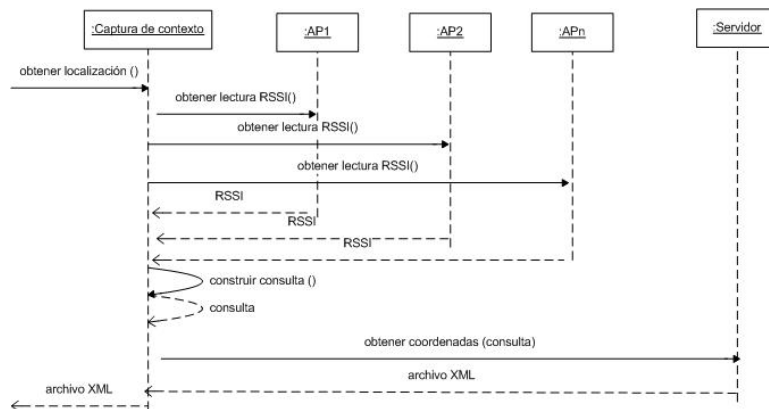 :Captura de contexto
:AP1
:AP2
:APn
:Servidor
obtener localización ()
obtener lectura RSSI()
obtener lectura RSSI()
obtener lectura RSSI()
RSSI
RSSI
RSSI
construir consulta ()
consulta
obtener coordenadas (consulta)
archivo XML
archivo XML